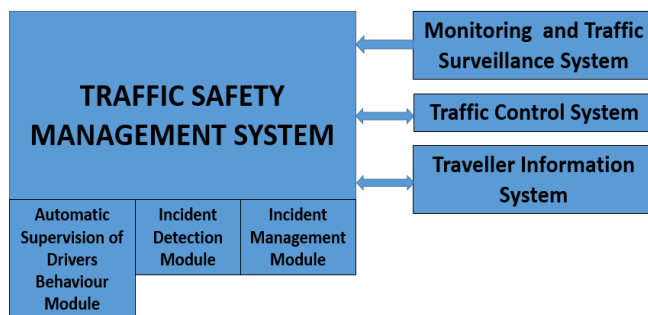 TRAFFIC SAFETY
MANAGEMENT SYSTEM
Monitoring and Traffic
Surveillance System
Traffic Control System
Traveller Information
System
Automatic
Supervision of
Drivers
Behaviour
Module
Incident
Detection
Module
Incident
Management
Module